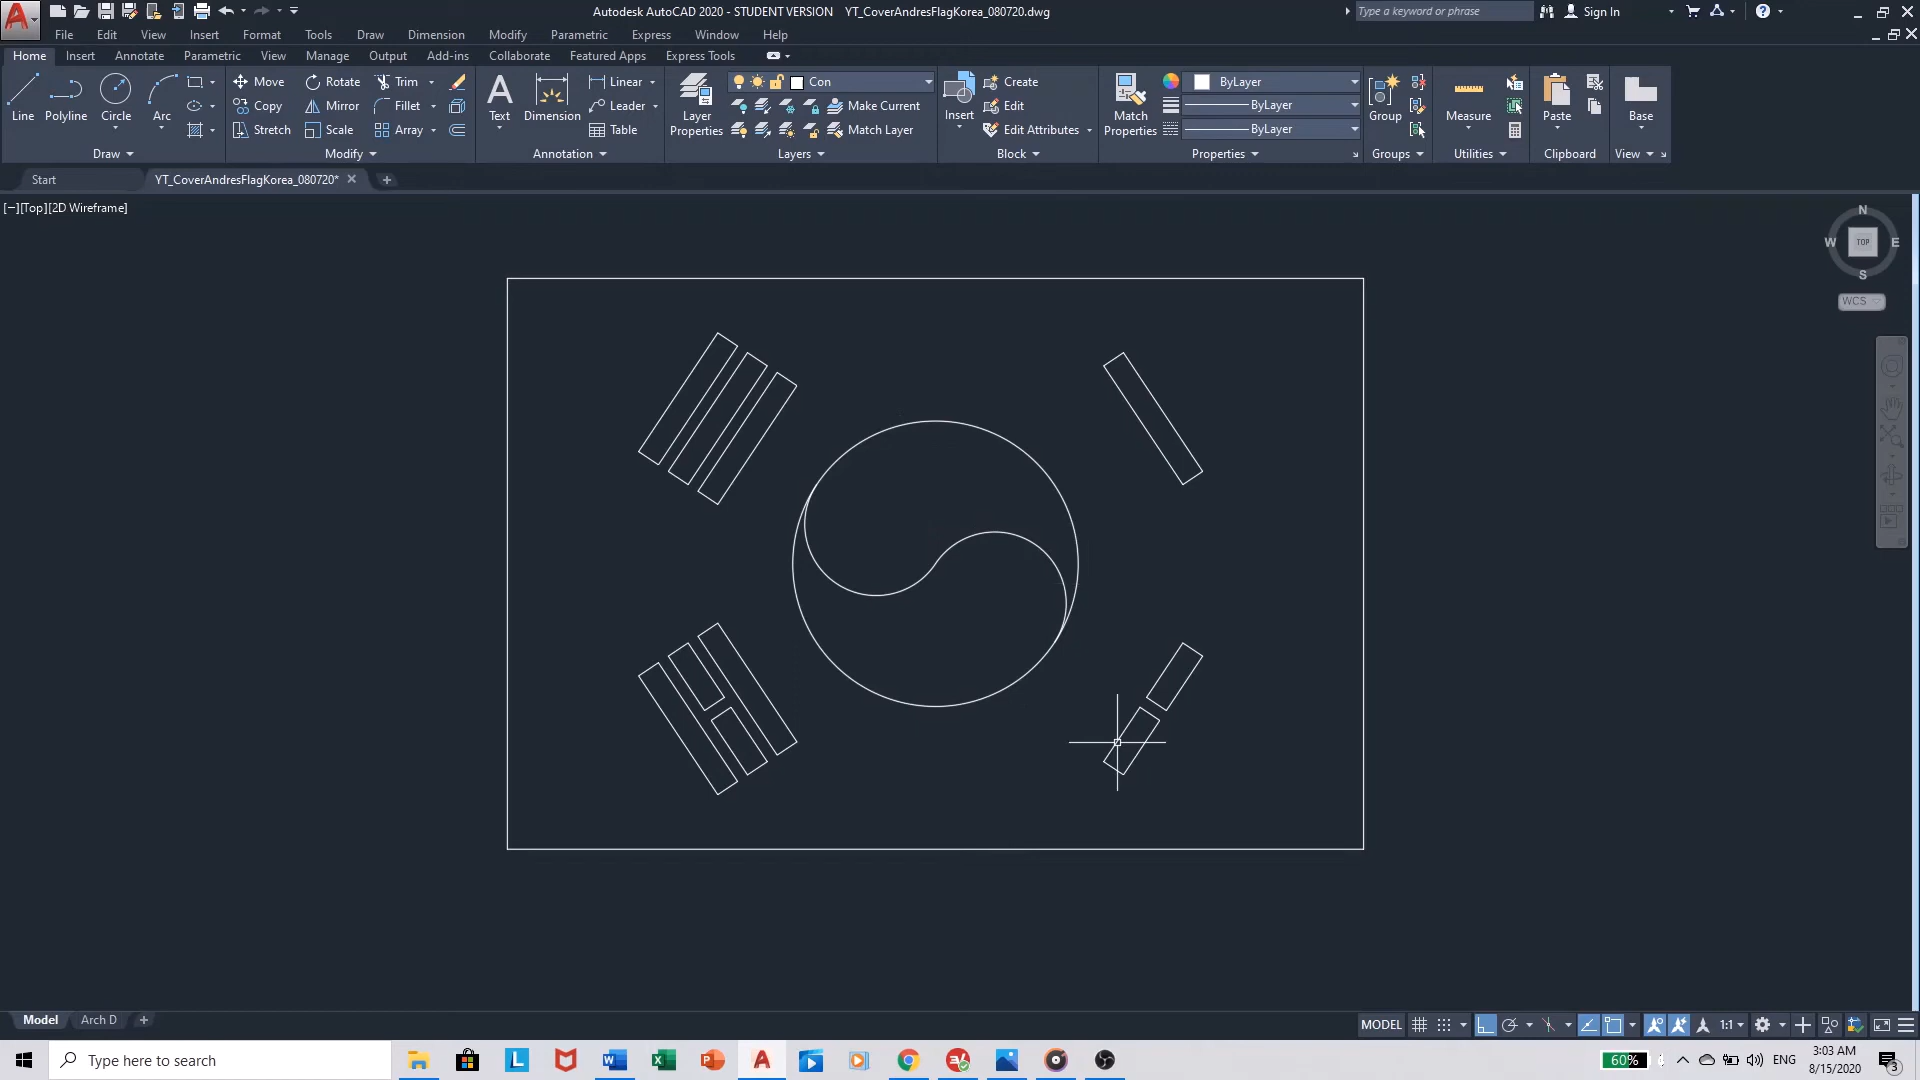 Autodesk AutoCAD 2020 - STUDENT VERSION YT_CoverAndresFlagKorea_080720.dwg
Type a keyword or phrase
Sign In
File Edit View Insert Format Tools Draw Dimension Modify Parametric Express Window Help
Home Insert Annotate Parametric View Manage Output Add-ins Collaborate Featured Apps Express Tools
Line Polyline Circle Arc
Move Rotate Trim
Copy Mirror Fillet
Stretch Scale Array
Text Dimension
Linear
Leader
Table
Layer Properties
Con
Make Current
Match Layer
Insert
Create
Edit
Edit Attributes
Match Properties
ByLayer
ByLayer
ByLayer
Group
Measure
Paste
Base
Draw Modify Annotation Layers Block Properties Groups Utilities Clipboard View
Start YT_CoverAndresFlagKorea_080720*
[−][Top][2D Wireframe]
N
W TOP E
S
WCS
Model Arch D
MODEL 1:1
Type here to search
60% ENG 3:03 AM
8/15/2020
3